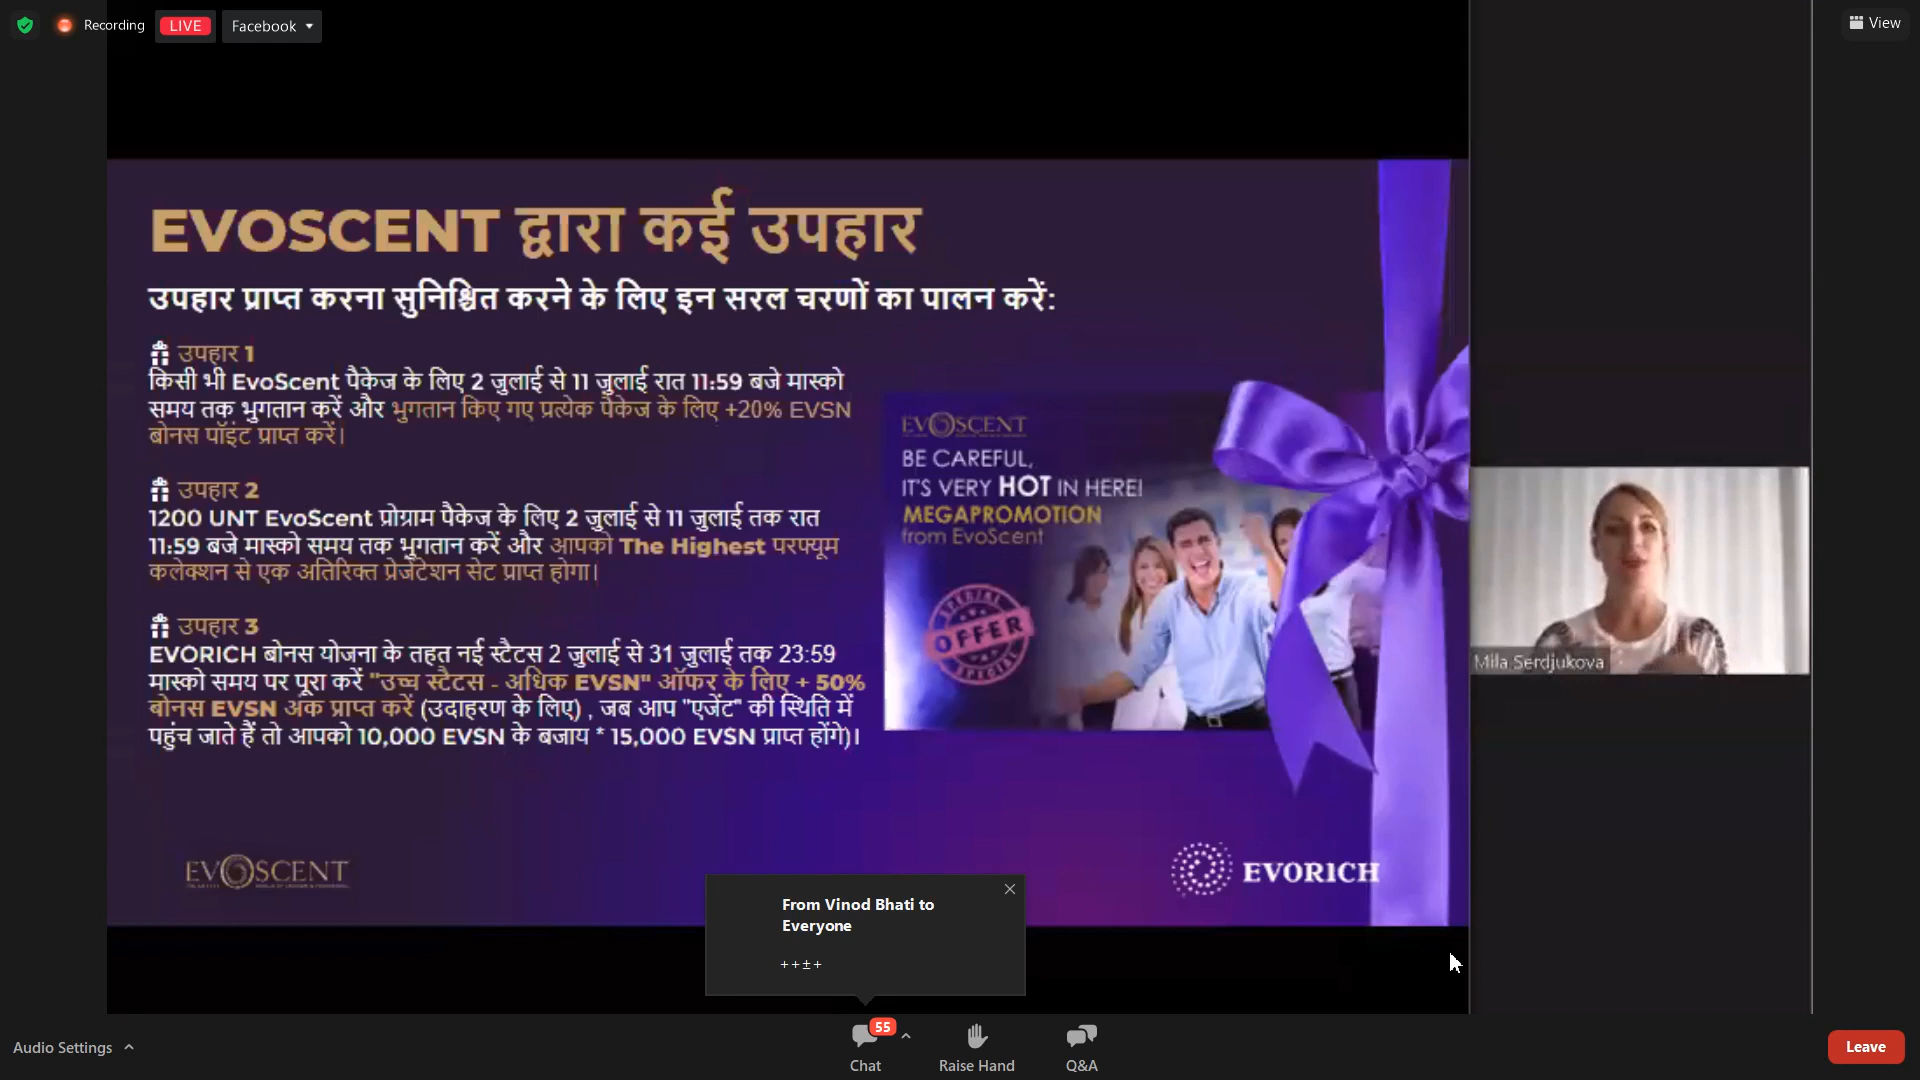 Recording
LIVE
Facebook
View
EVOSCENT द्वारा कई उपहार
उपहार प्राप्त करना सुनिश्चित करने के लिए इन सरल चरणों का पालन करें:
उपहार 1
किसी भी EvoScent पैकेज के लिए 2 जुलाई से 11 जुलाई रात 11:59 बजे मास्को
समय तक भुगतान करें और भुगतान किए गए प्रत्येक पैकेज के लिए +20% EVSN
बोनस पॉइंट प्राप्त करें।
उपहार 2
1200 UNT EvoScent प्रोग्राम पैकेज के लिए 2 जुलाई से 11 जुलाई तक रात
11:59 बजे मास्को समय तक भुगतान करें और आपको The Highest परफ्यूम
कलेक्शन से एक अतिरिक्त प्रेजेंटेशन सेट प्राप्त होगा।
उपहार 3
EVORICH बोनस योजना के तहत नई स्टैटस 2 जुलाई से 31 जुलाई तक 23:59
मास्को समय पर पूरा करें "उच्च स्टैटस - अधिक EVSN" ऑफर के लिए + 50%
बोनस EVSN अंक प्राप्त करें (उदाहरण के लिए) , जब आप "एजेंट" की स्थिति में
पहुंच जाते हैं तो आपको 10,000 EVSN के बजाय * 15,000 EVSN प्राप्त होंगे)।
EVOSCENT
BE CAREFUL,
IT'S VERY HOT IN HERE!
MEGAPROMOTION
from EvoScent
SPECIAL
OFFER
SPECIAL
Mila Serdjukova
EVOSCENT
EVORICH
From Vinod Bhati to
Everyone
++±+
Audio Settings
55
Chat
Raise Hand
Q&A
Leave